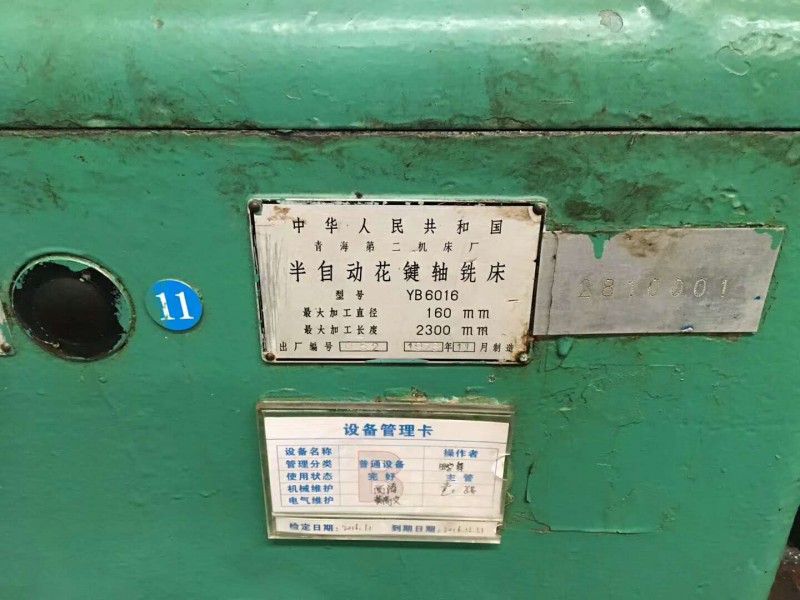 中华人民共和国
青海第二机床厂
半自动花键轴铣床
型号 YB6016
最大加工直径 160 mm
最大加工长度 2300 mm
出厂编号 年 月制造
11
设备管理卡
设备名称 操作者
管理分类 普通设备
使用状态 完好 主管
机械维护
电气维护
检定日期: 到期日期: